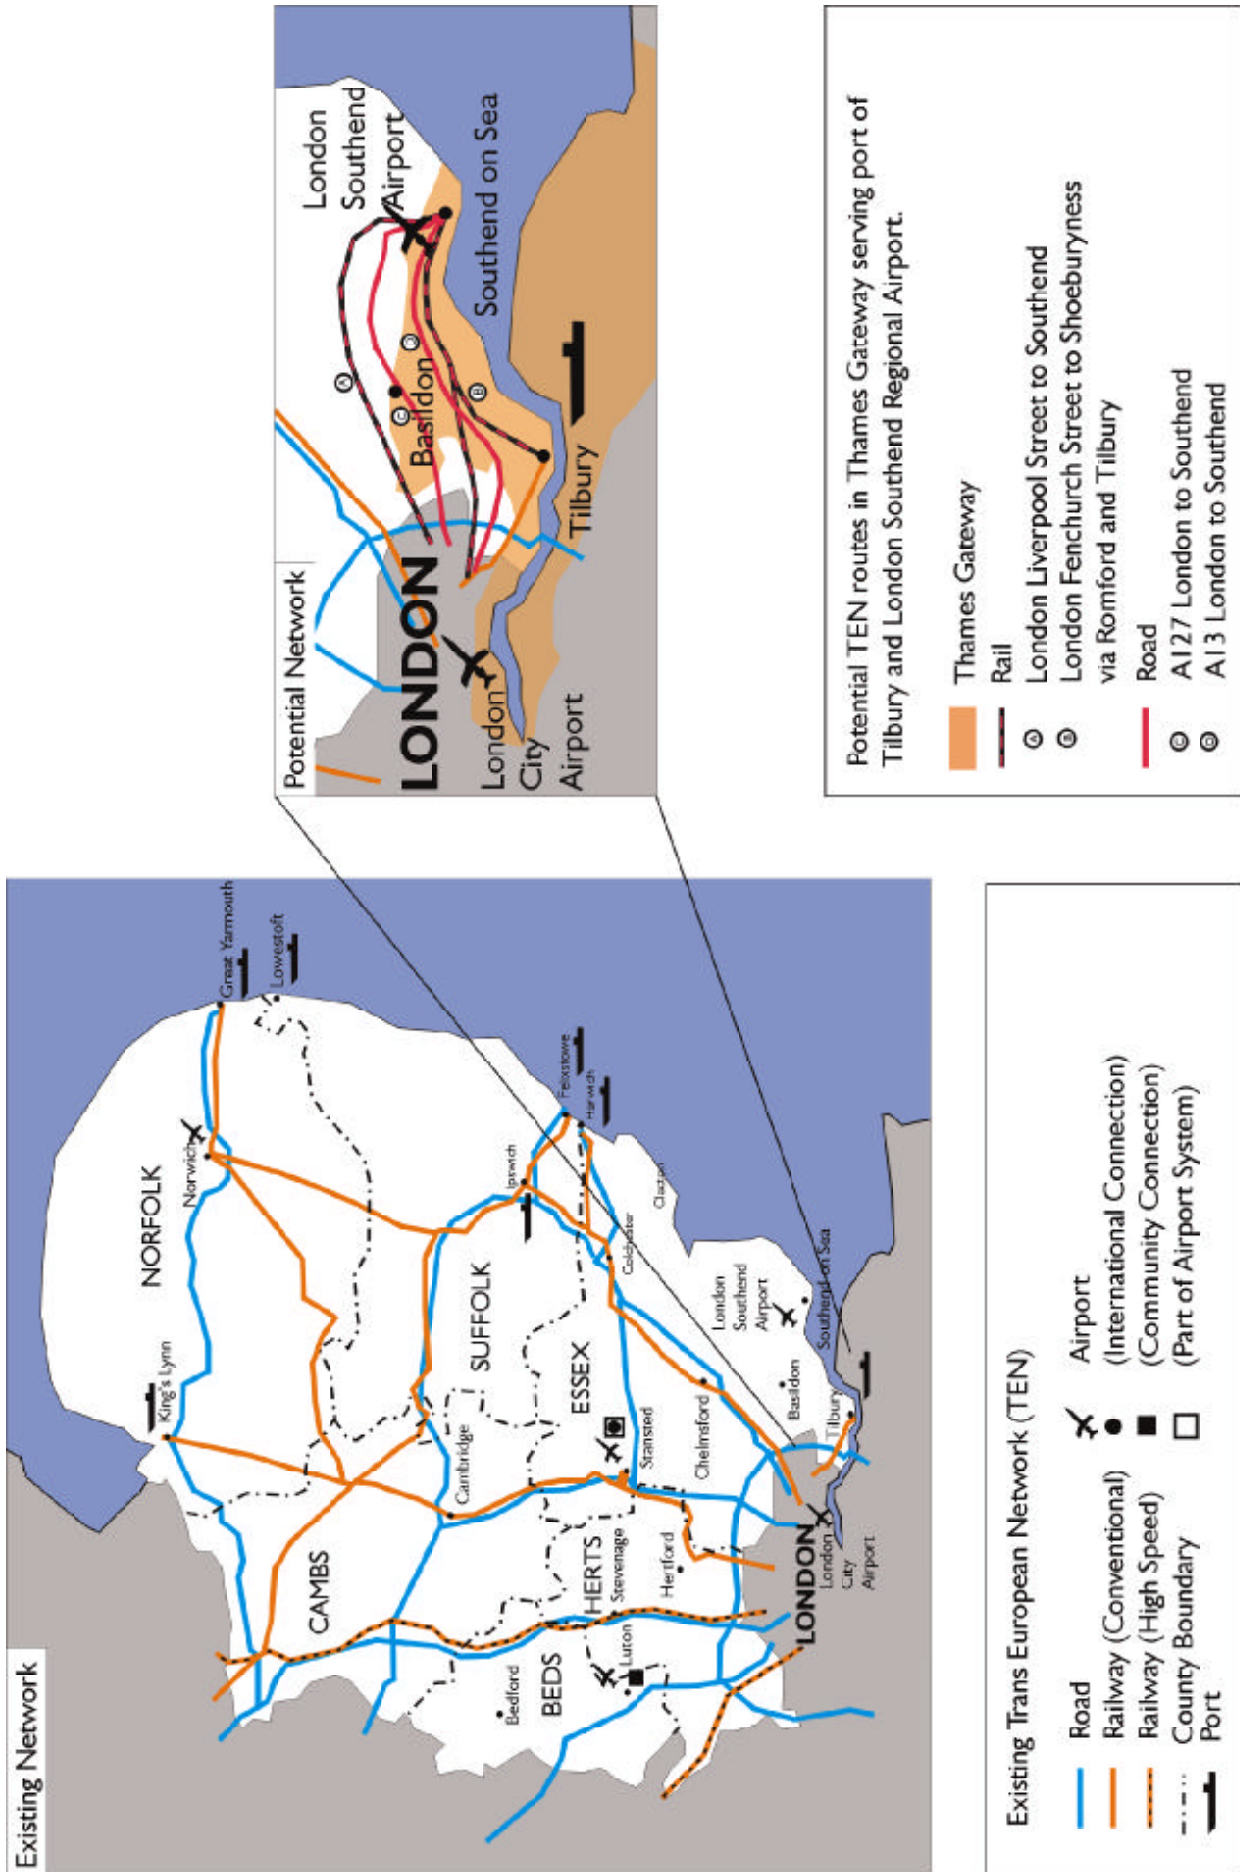 Existing Network
NORFOLK
King's Lynn
Norwich
Great Yarmouth
Lowestoft
CAMBS
Cambridge
SUFFOLK
Ipswich
Felixstowe
Harwich
Bedford
BEDS
Luton
HERTS
Stevenage
Hertford
ESSEX
Stansted
Colchester
Clacton
Chelmsford
London
Southend
Airport
Basildon
Southend on Sea
Tilbury
LONDON
London
City
Airport
Existing Trans European Network (TEN)
Road
Railway (Conventional)
Railway (High Speed)
County Boundary
Port
Airport
(International Connection)
(Community Connection)
(Part of Airport System)
Potential Network
London
Southend
Airport
A
C
Basildon
D
B
Southend on Sea
LONDON
London
City
Airport
Tilbury
Potential TEN routes in Thames Gateway serving port of
Tilbury and London Southend Regional Airport.
Thames Gateway
Rail
A London Liverpool Street to Southend
B London Fenchurch Street to Shoeburyness
via Romford and Tilbury
Road
C A127 London to Southend
D A13 London to Southend